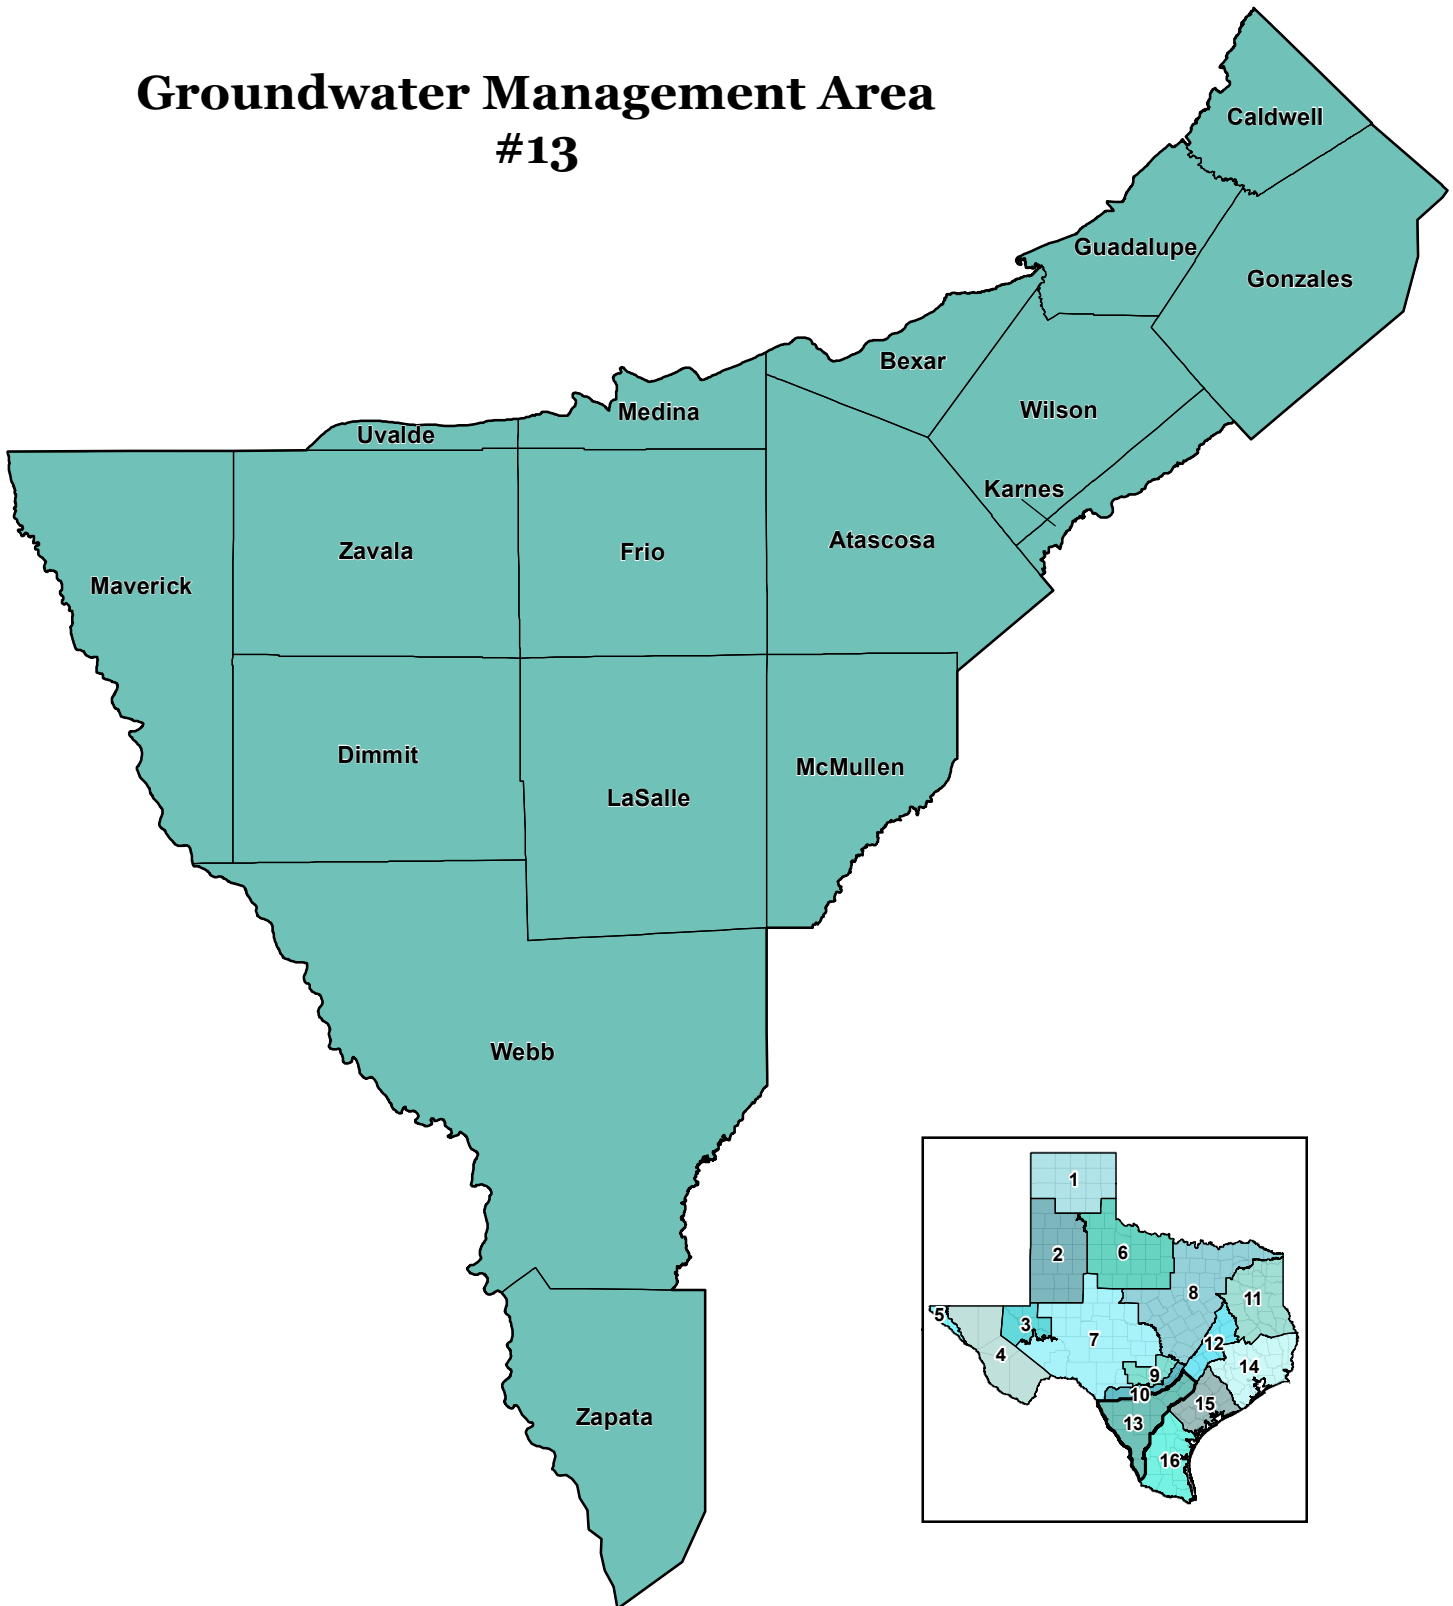 Groundwater Management Area
#13
Caldwell
Guadalupe
Gonzales
Bexar
Wilson
Medina
Uvalde
Karnes
Atascosa
Zavala
Frio
Maverick
Dimmit
LaSalle
McMullen
Webb
Zapata
1
2
6
8
11
5
3
7
12
4
14
9
10
15
13
16